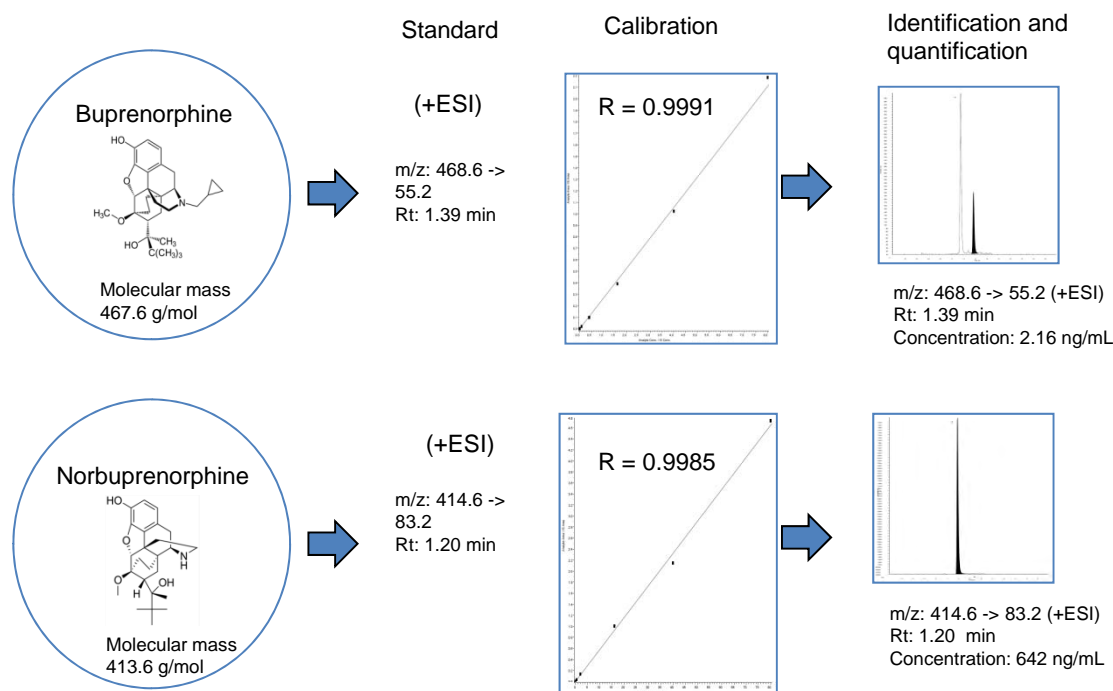 Standard
Calibration
Identification and
quantification
Buprenorphine
HO
O
N
H₃C
O
HO
CH₃
C(CH₃)₃
Molecular mass
467.6 g/mol
(+ESI)
m/z: 468.6 ->
55.2
Rt: 1.39 min
R = 0.9991
m/z: 468.6 -> 55.2 (+ESI)
Rt: 1.39 min
Concentration: 2.16 ng/mL
Norbuprenorphine
HO
O
N
H
O
OH
H
Molecular mass
413.6 g/mol
(+ESI)
m/z: 414.6 ->
83.2
Rt: 1.20 min
R = 0.9985
m/z: 414.6 -> 83.2 (+ESI)
Rt: 1.20  min
Concentration: 642 ng/mL